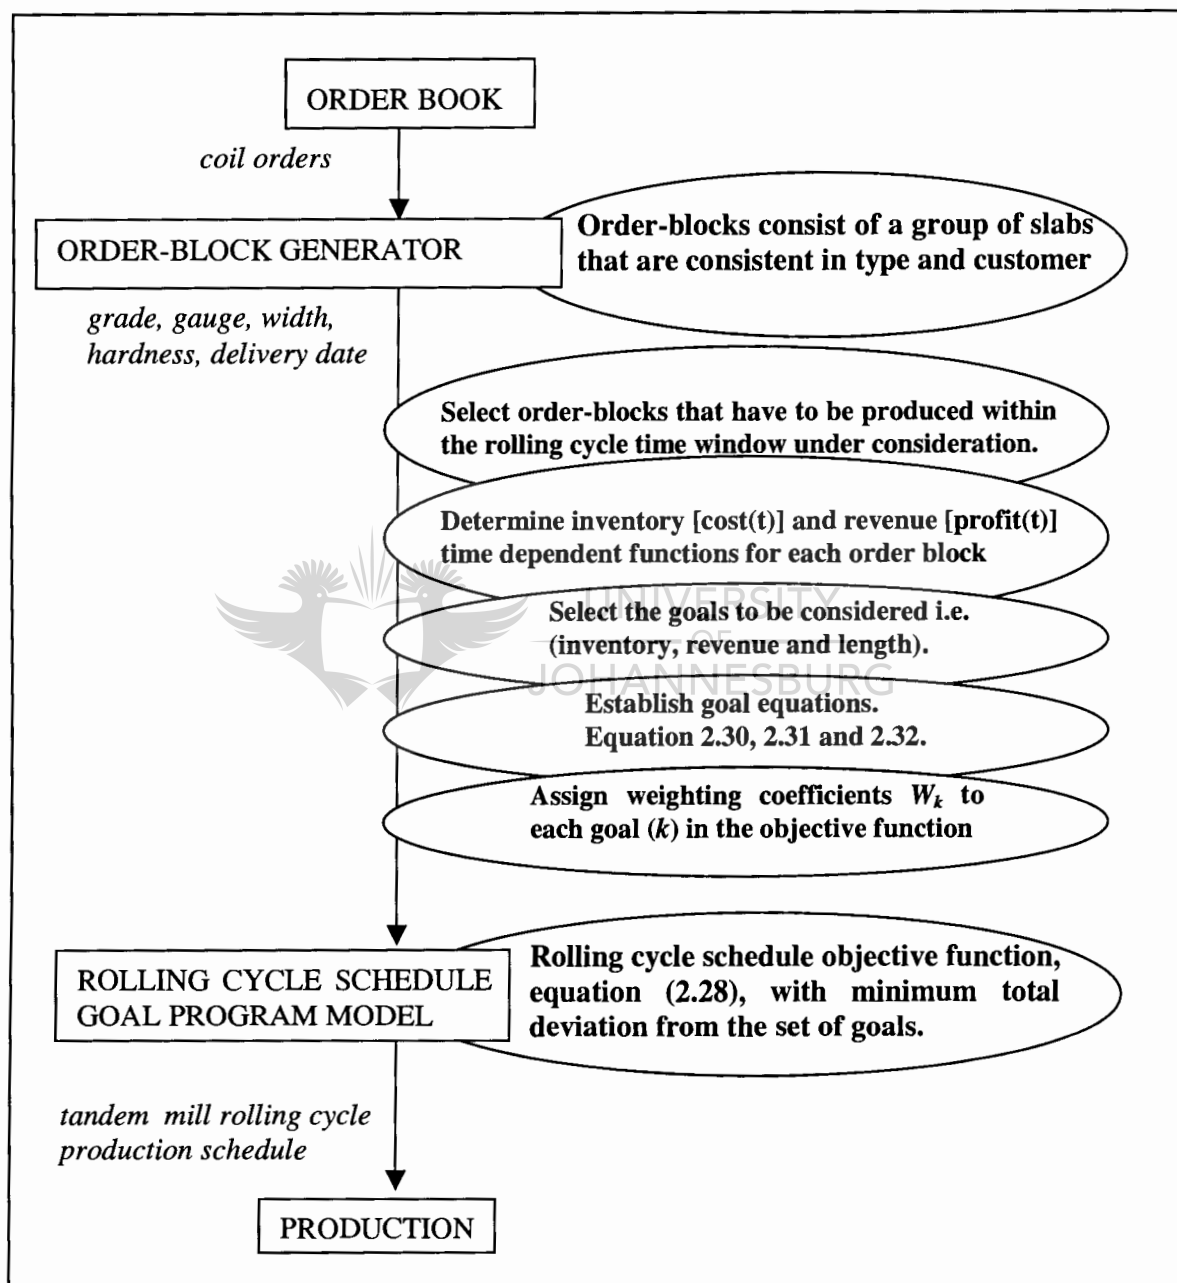 ORDER BOOK
coil orders
Order-blocks consist of a group of slabs
that are consistent in type and customer
ORDER-BLOCK GENERATOR
grade, gauge, width,
hardness, delivery date
Select order-blocks that have to be produced within
the rolling cycle time window under consideration.
Determine inventory [cost(t)] and revenue [profit(t)]
time dependent functions for each order block
UNIVERSITY
OF
JOHANNESBURG
Select the goals to be considered i.e.
(inventory, revenue and length).
Establish goal equations.
Equation 2.30, 2.31 and 2.32.
Assign weighting coefficients Wk to
each goal (k) in the objective function
ROLLING CYCLE SCHEDULE
GOAL PROGRAM MODEL
Rolling cycle schedule objective function,
equation (2.28), with minimum total
deviation from the set of goals.
tandem mill rolling cycle
production schedule
PRODUCTION